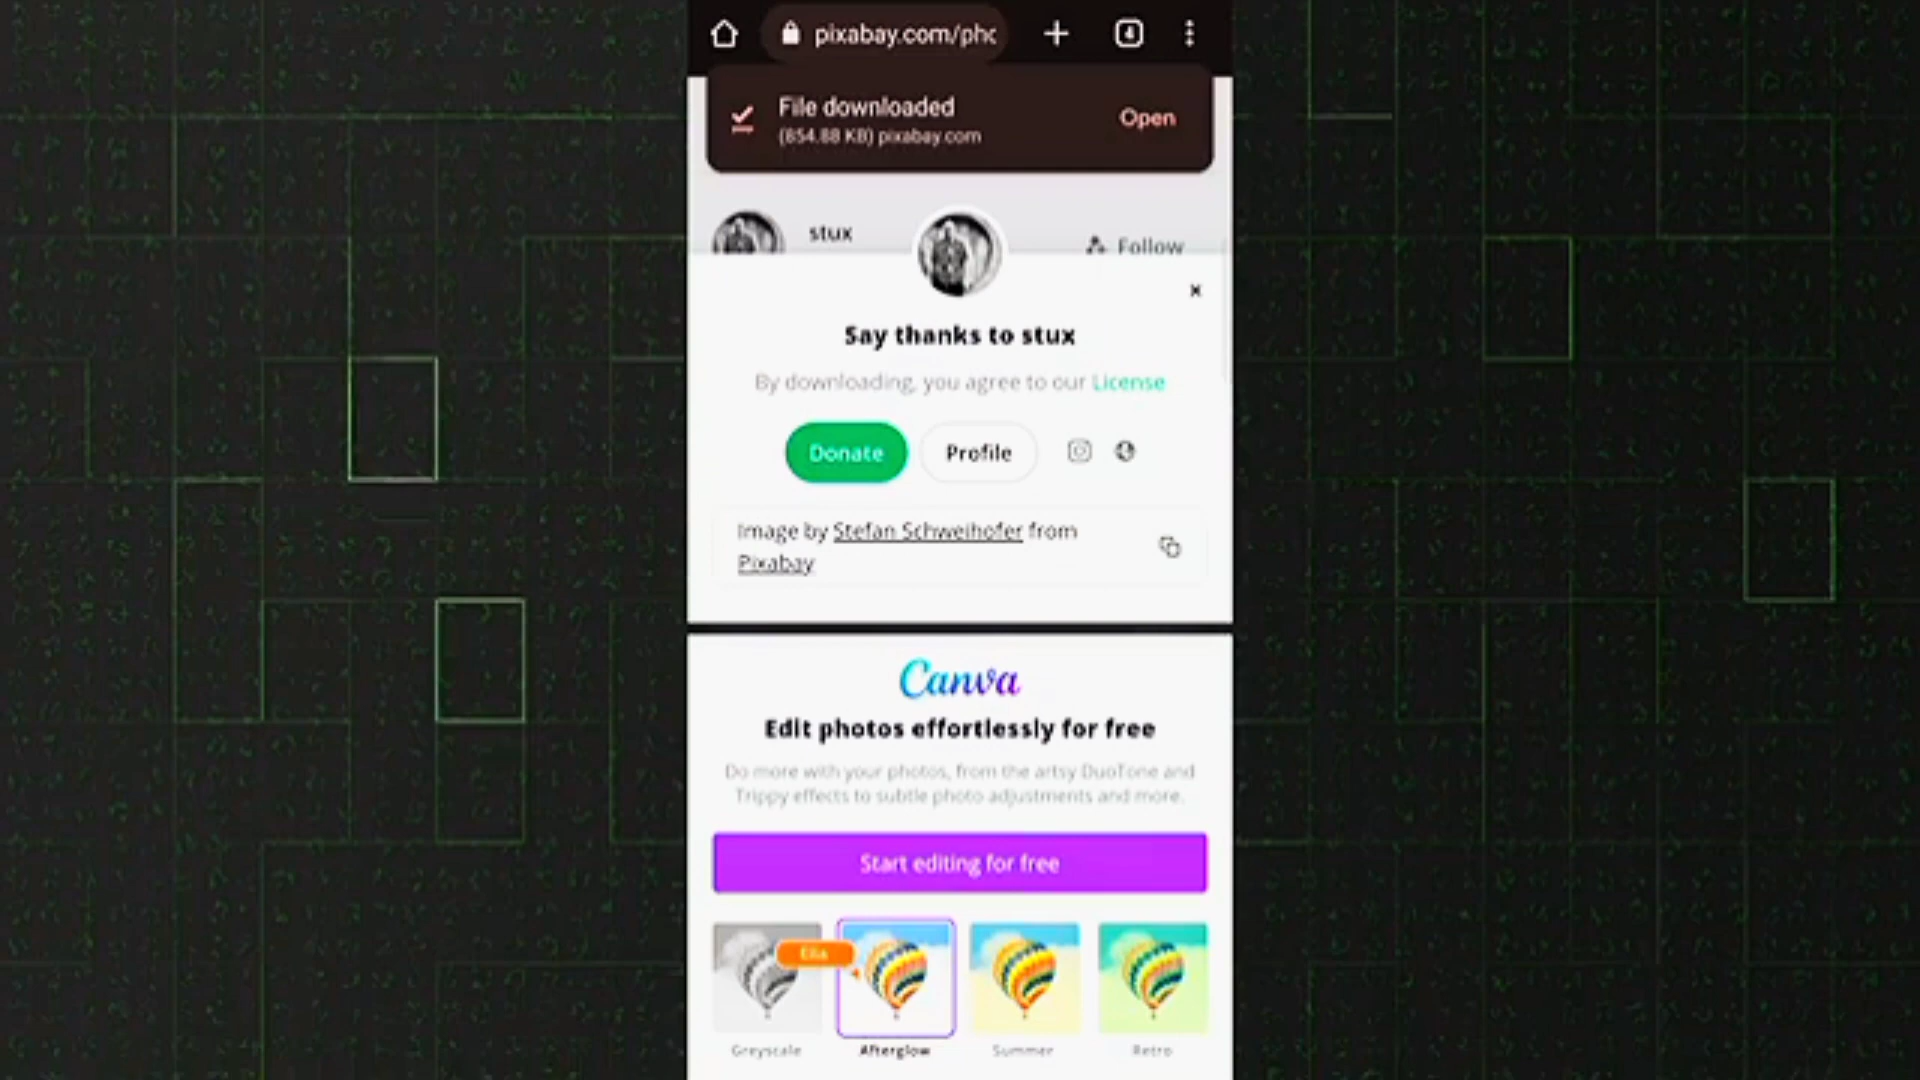 pixabay.com/phc
4
File downloaded
Open
(854.88 KB) pixabay.com
stux
Follow
Say thanks to stux
By downloading, you agree to our License
Donate
Profile
Image by Stefan Schweihofer from
Pixabay
Canva
Edit photos effortlessly for free
Do more with your photos, from the artsy DuoTone and
Trippy effects to subtle photo adjustments and more.
Start editing for free
Ella
Greyscale
Afterglow
Summer
Retro